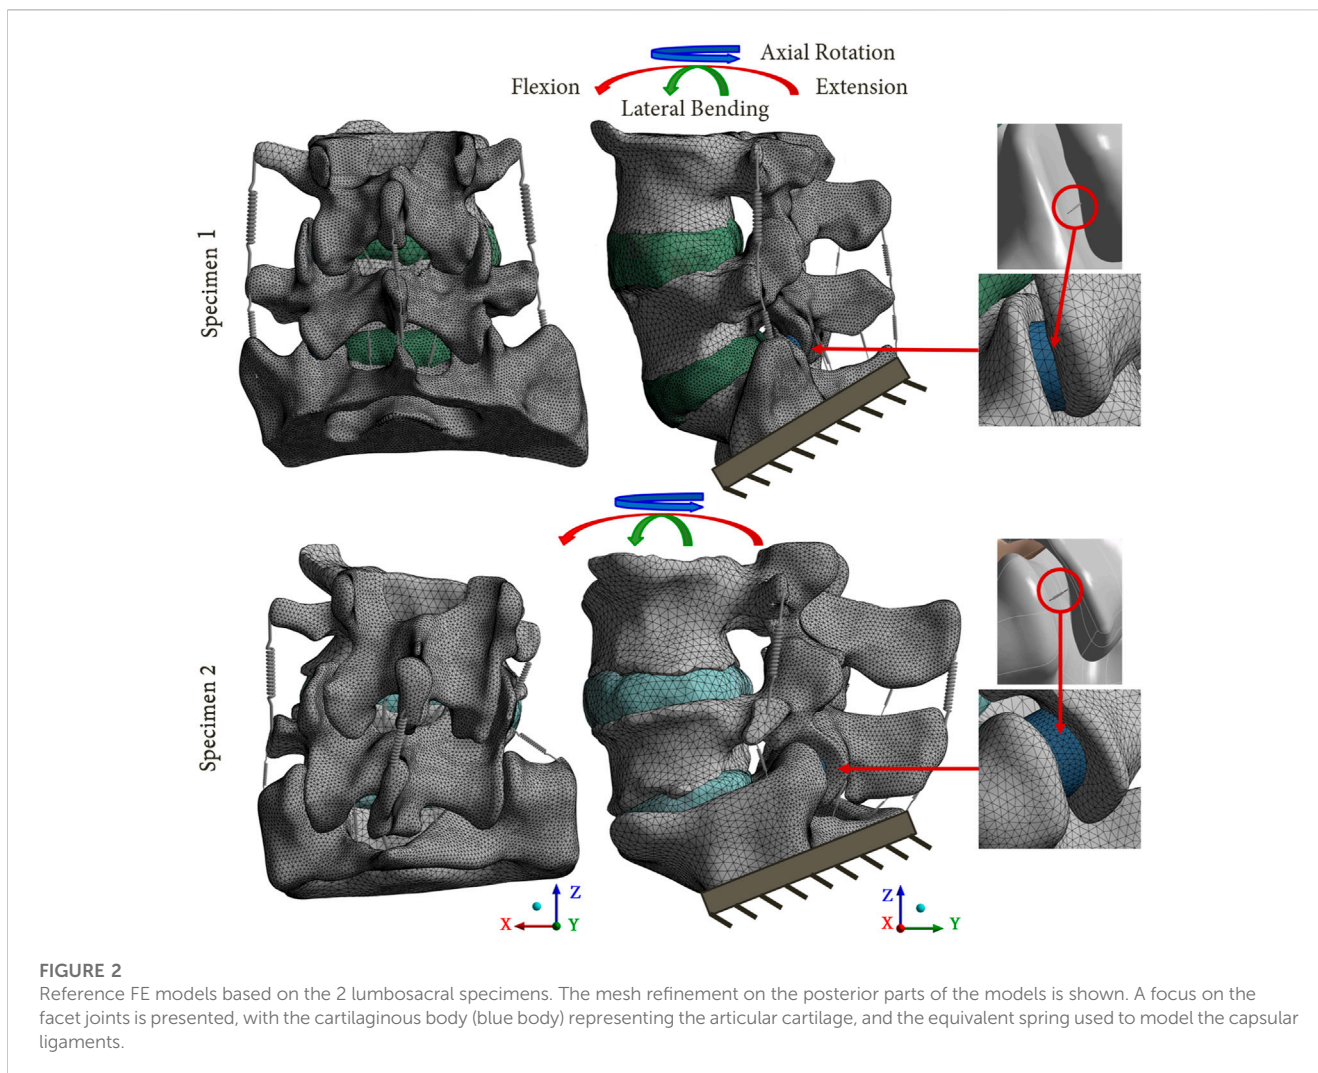 Axial Rotation
Flexion
Extension
Lateral Bending
Specimen 1
Specimen 2
Z
X
Y
Z
X
Y
FIGURE 2
Reference FE models based on the 2 lumbosacral specimens. The mesh refinement on the posterior parts of the models is shown. A focus on the
facet joints is presented, with the cartilaginous body (blue body) representing the articular cartilage, and the equivalent spring used to model the capsular
ligaments.